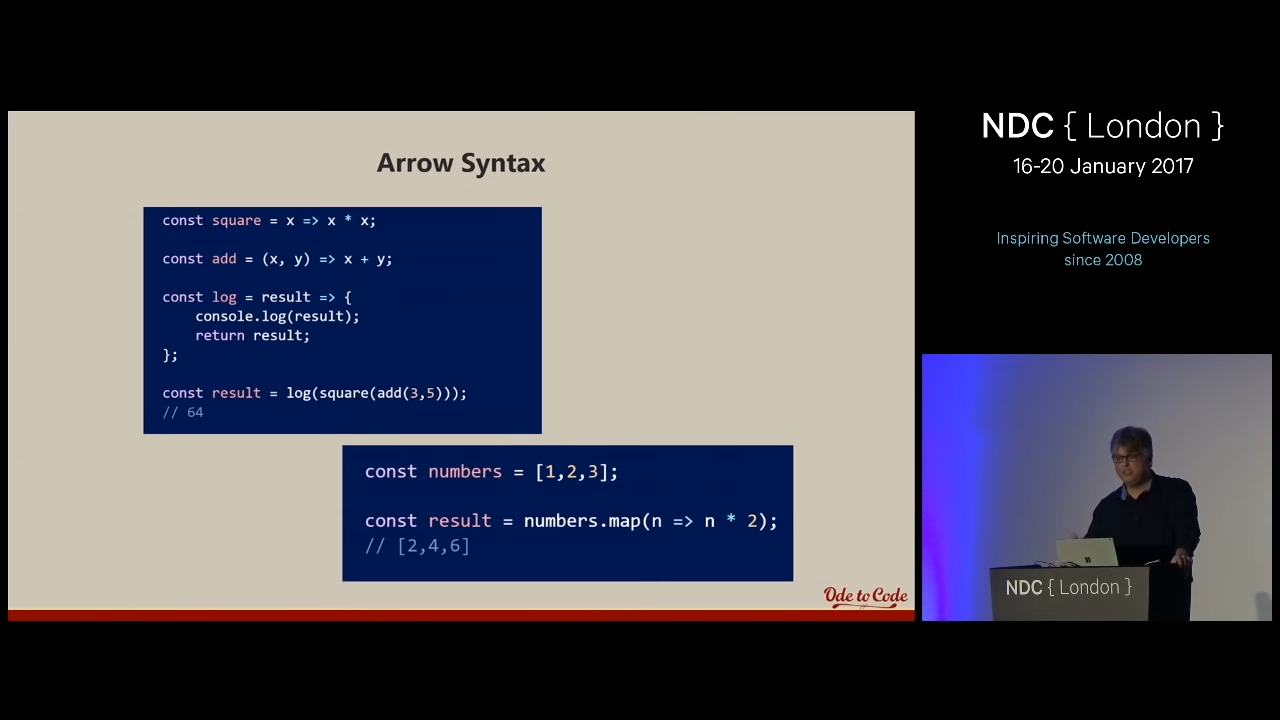 Arrow Syntax
const square = x => x * x;
const add = (x, y) => x + y;
const log = result => {
    console.log(result);
    return result;
};
const result = log(square(add(3,5)));
// 64
const numbers = [1,2,3];
const result = numbers.map(n => n * 2);
// [2,4,6]
Ode to Code
NDC { London }
16-20 January 2017
Inspiring Software Developers
since 2008
NDC { London }